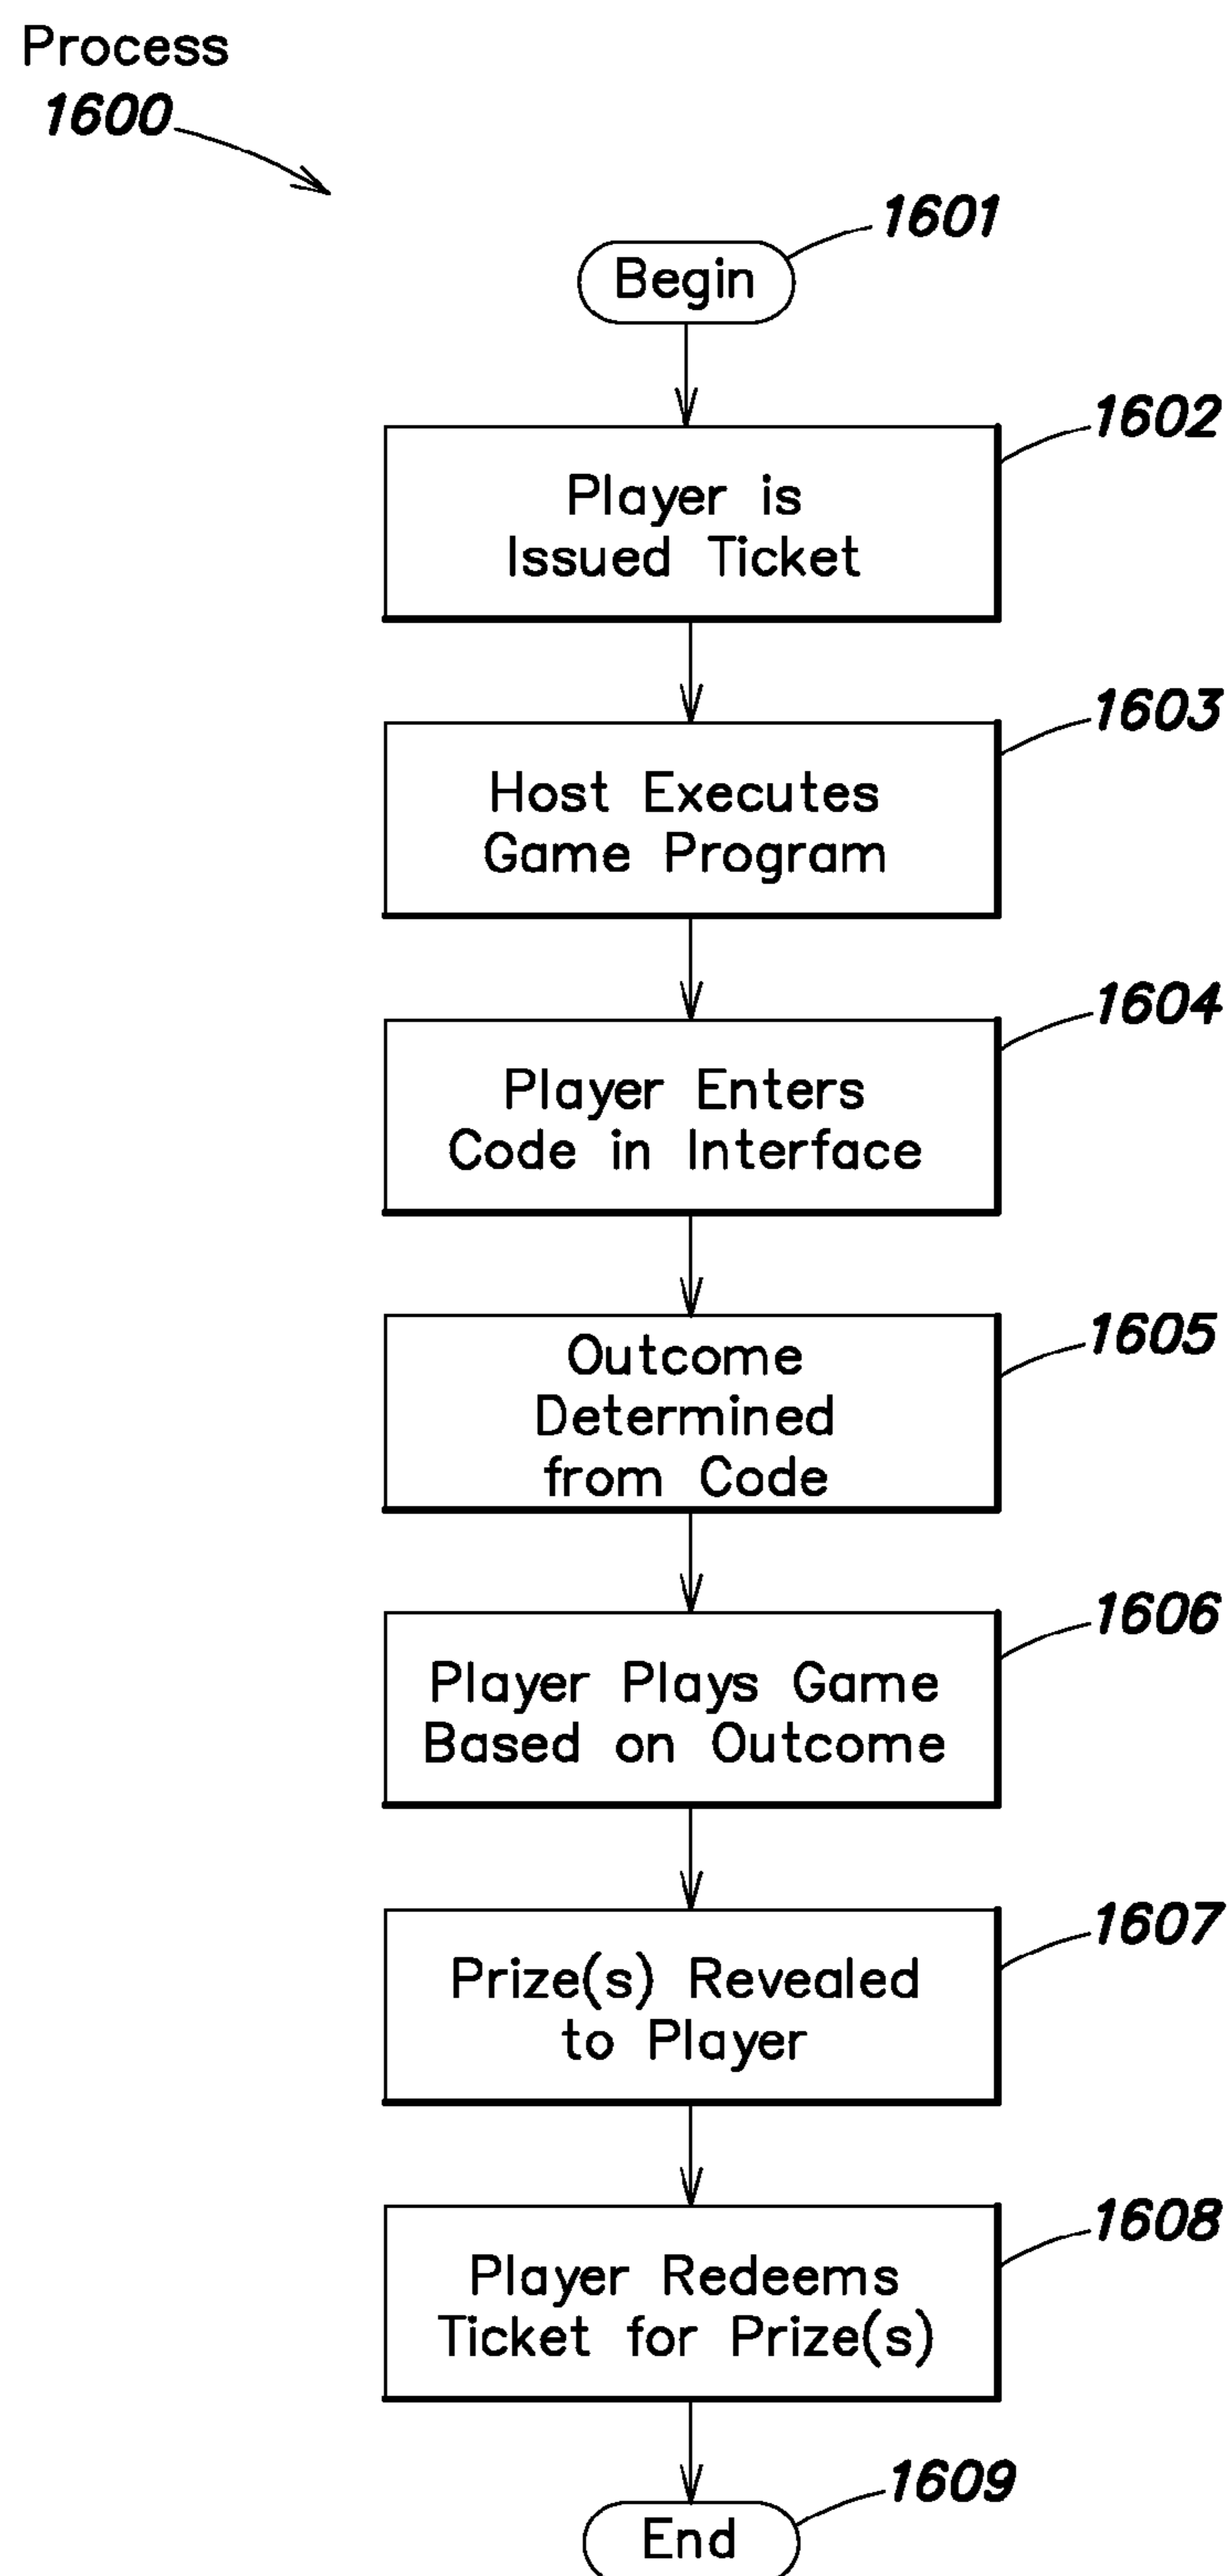 Process
1600
1601
Begin
1602
Player is
Issued Ticket
1603
Host Executes
Game Program
1604
Player Enters
Code in Interface
1605
Outcome
Determined
from Code
1606
Player Plays Game
Based on Outcome
1607
Prize(s) Revealed
to Player
1608
Player Redeems
Ticket for Prize(s)
1609
End